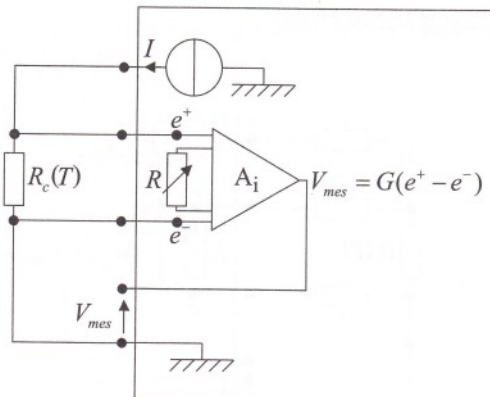 I
e⁺
R_c(T)
R
A_i
V_mes = G(e⁺ − e⁻)
e⁻
V_mes